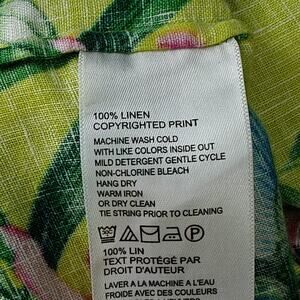 100% LINEN
COPYRIGHTED PRINT
MACHINE WASH COLD
WITH LIKE COLORS INSIDE OUT
MILD DETERGENT GENTLE CYCLE
NON-CHLORINE BLEACH
HANG DRY
WARM IRON
OR DRY CLEAN
TIE STRING PRIOR TO CLEANING
100% LIN
TEXT PROTÉGÉ PAR
DROIT D'AUTEUR
LAVER A LA MACHINE A L'EAU
FROIDE AVEC DES COULEURS